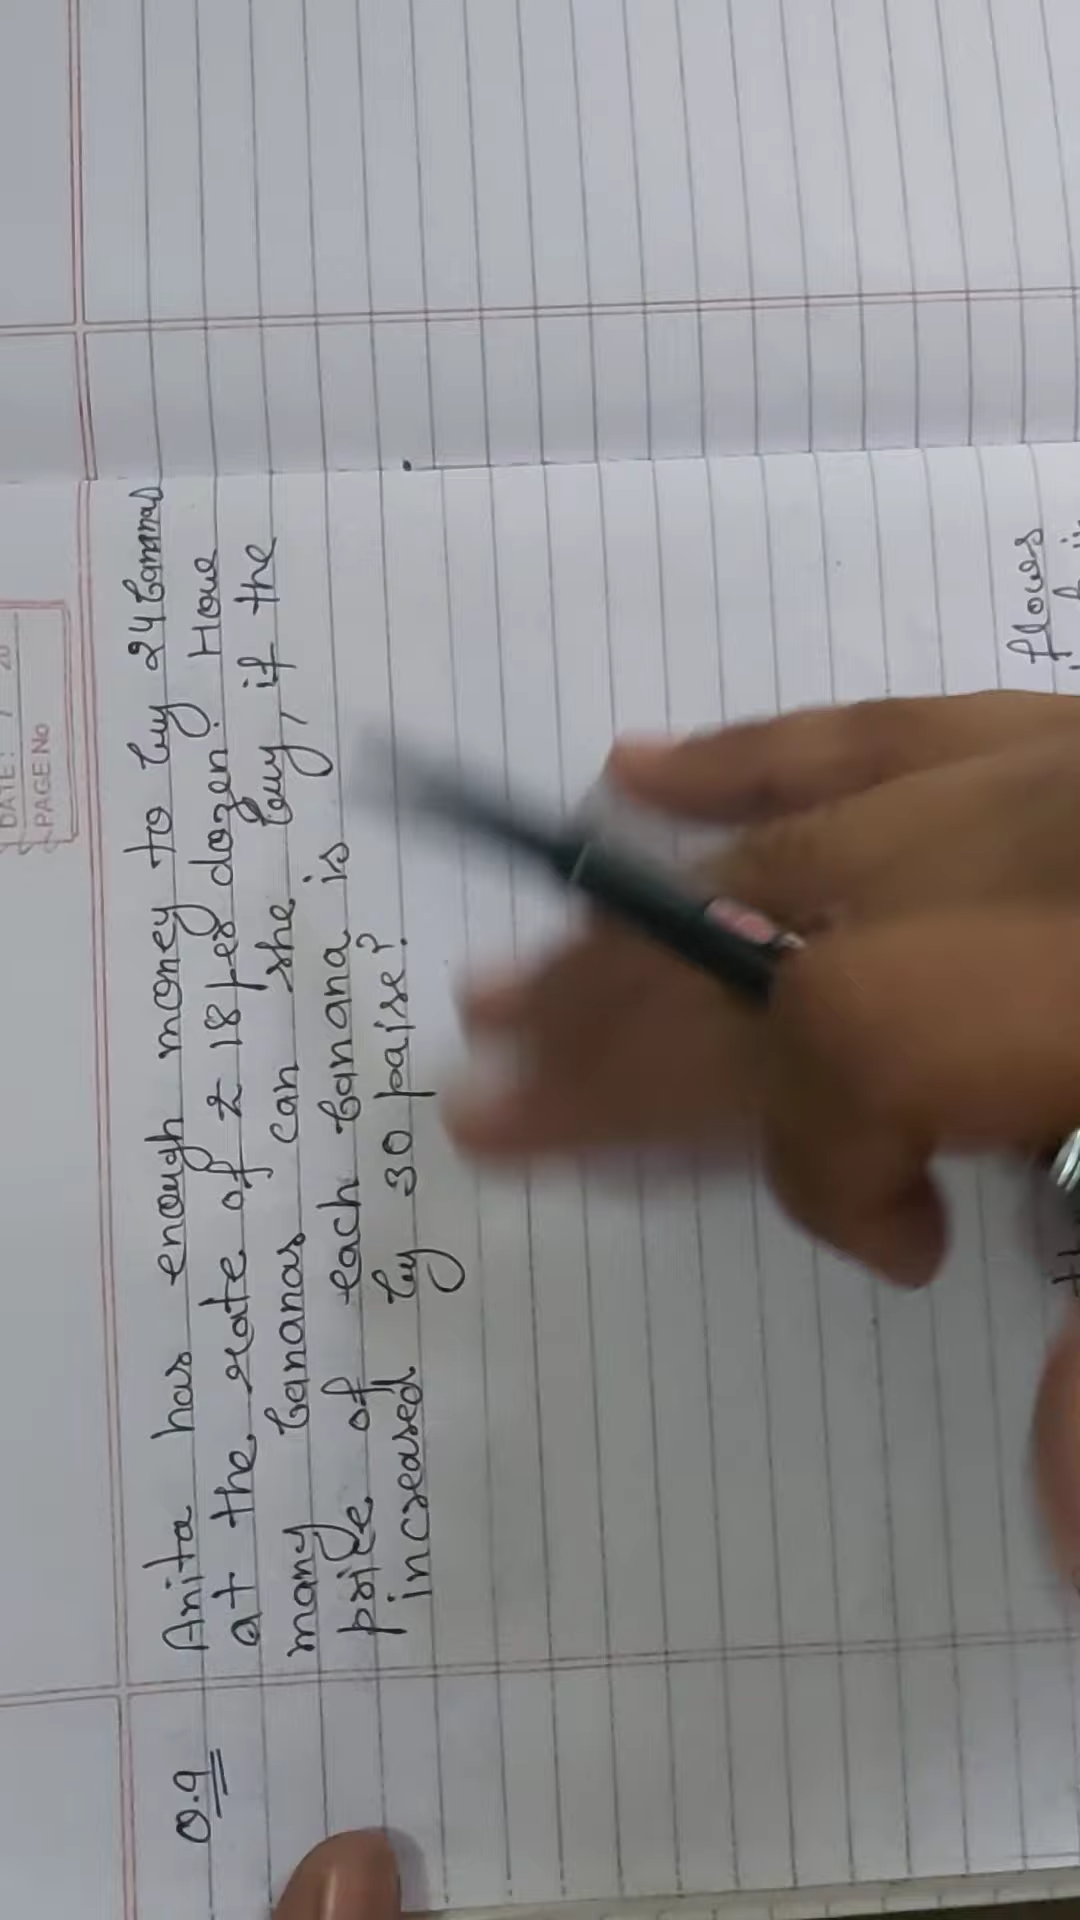 DATE: / 20
PAGE No
Q.9 Anita has enough money to buy 24 bananas
at the rate of ₹ 18 per dozen. How
many bananas can she buy, if the
price of each banana is
increased by 30 paise?
flows